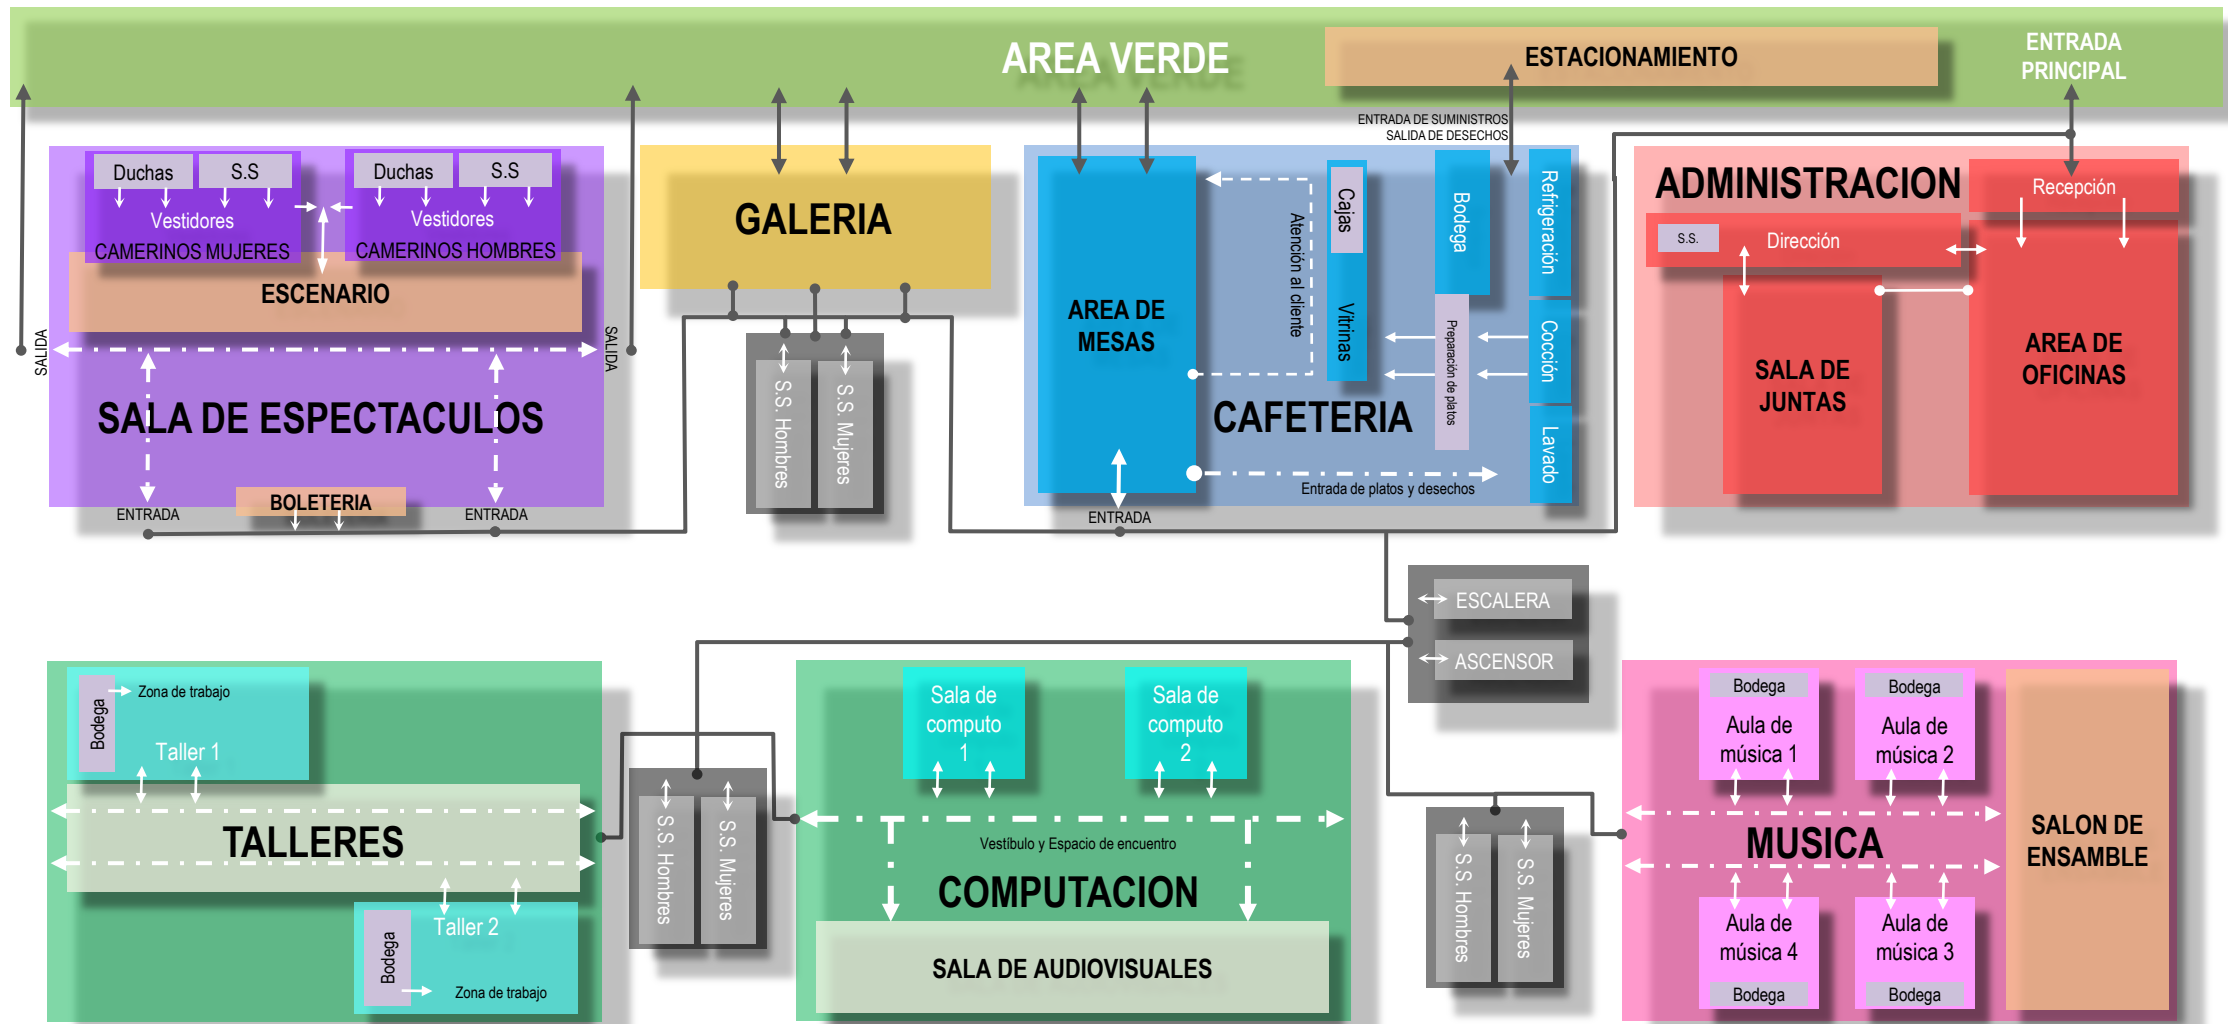 AREA VERDE
ESTACIONAMIENTO
ENTRADA
PRINCIPAL
ENTRADA DE SUMINISTROS
SALIDA DE DESECHOS
Duchas
S.S
Vestidores
CAMERINOS MUJERES
Duchas
S.S
Vestidores
CAMERINOS HOMBRES
ESCENARIO
SALIDA
SALIDA
SALA DE ESPECTACULOS
BOLETERIA
ENTRADA
ENTRADA
GALERIA
S.S. Hombres
S.S. Mujeres
AREA DE
MESAS
Atención al cliente
Cajas
Vitrinas
Bodega
Preparación de platos
Refrigeración
Cocción
Lavado
CAFETERIA
Entrada de platos y desechos
ENTRADA
ADMINISTRACION
Recepción
S.S.
Dirección
SALA DE
JUNTAS
AREA DE
OFICINAS
ESCALERA
ASCENSOR
Bodega
Zona de trabajo
Taller 1
TALLERES
Taller 2
Bodega
Zona de trabajo
S.S. Hombres
S.S. Mujeres
Sala de
computo
1
Sala de
computo
2
Vestíbulo y Espacio de encuentro
COMPUTACION
SALA DE AUDIOVISUALES
S.S. Hombres
S.S. Mujeres
Bodega
Aula de
música 1
Bodega
Aula de
música 2
MUSICA
SALON DE
ENSAMBLE
Aula de
música 4
Bodega
Aula de
música 3
Bodega